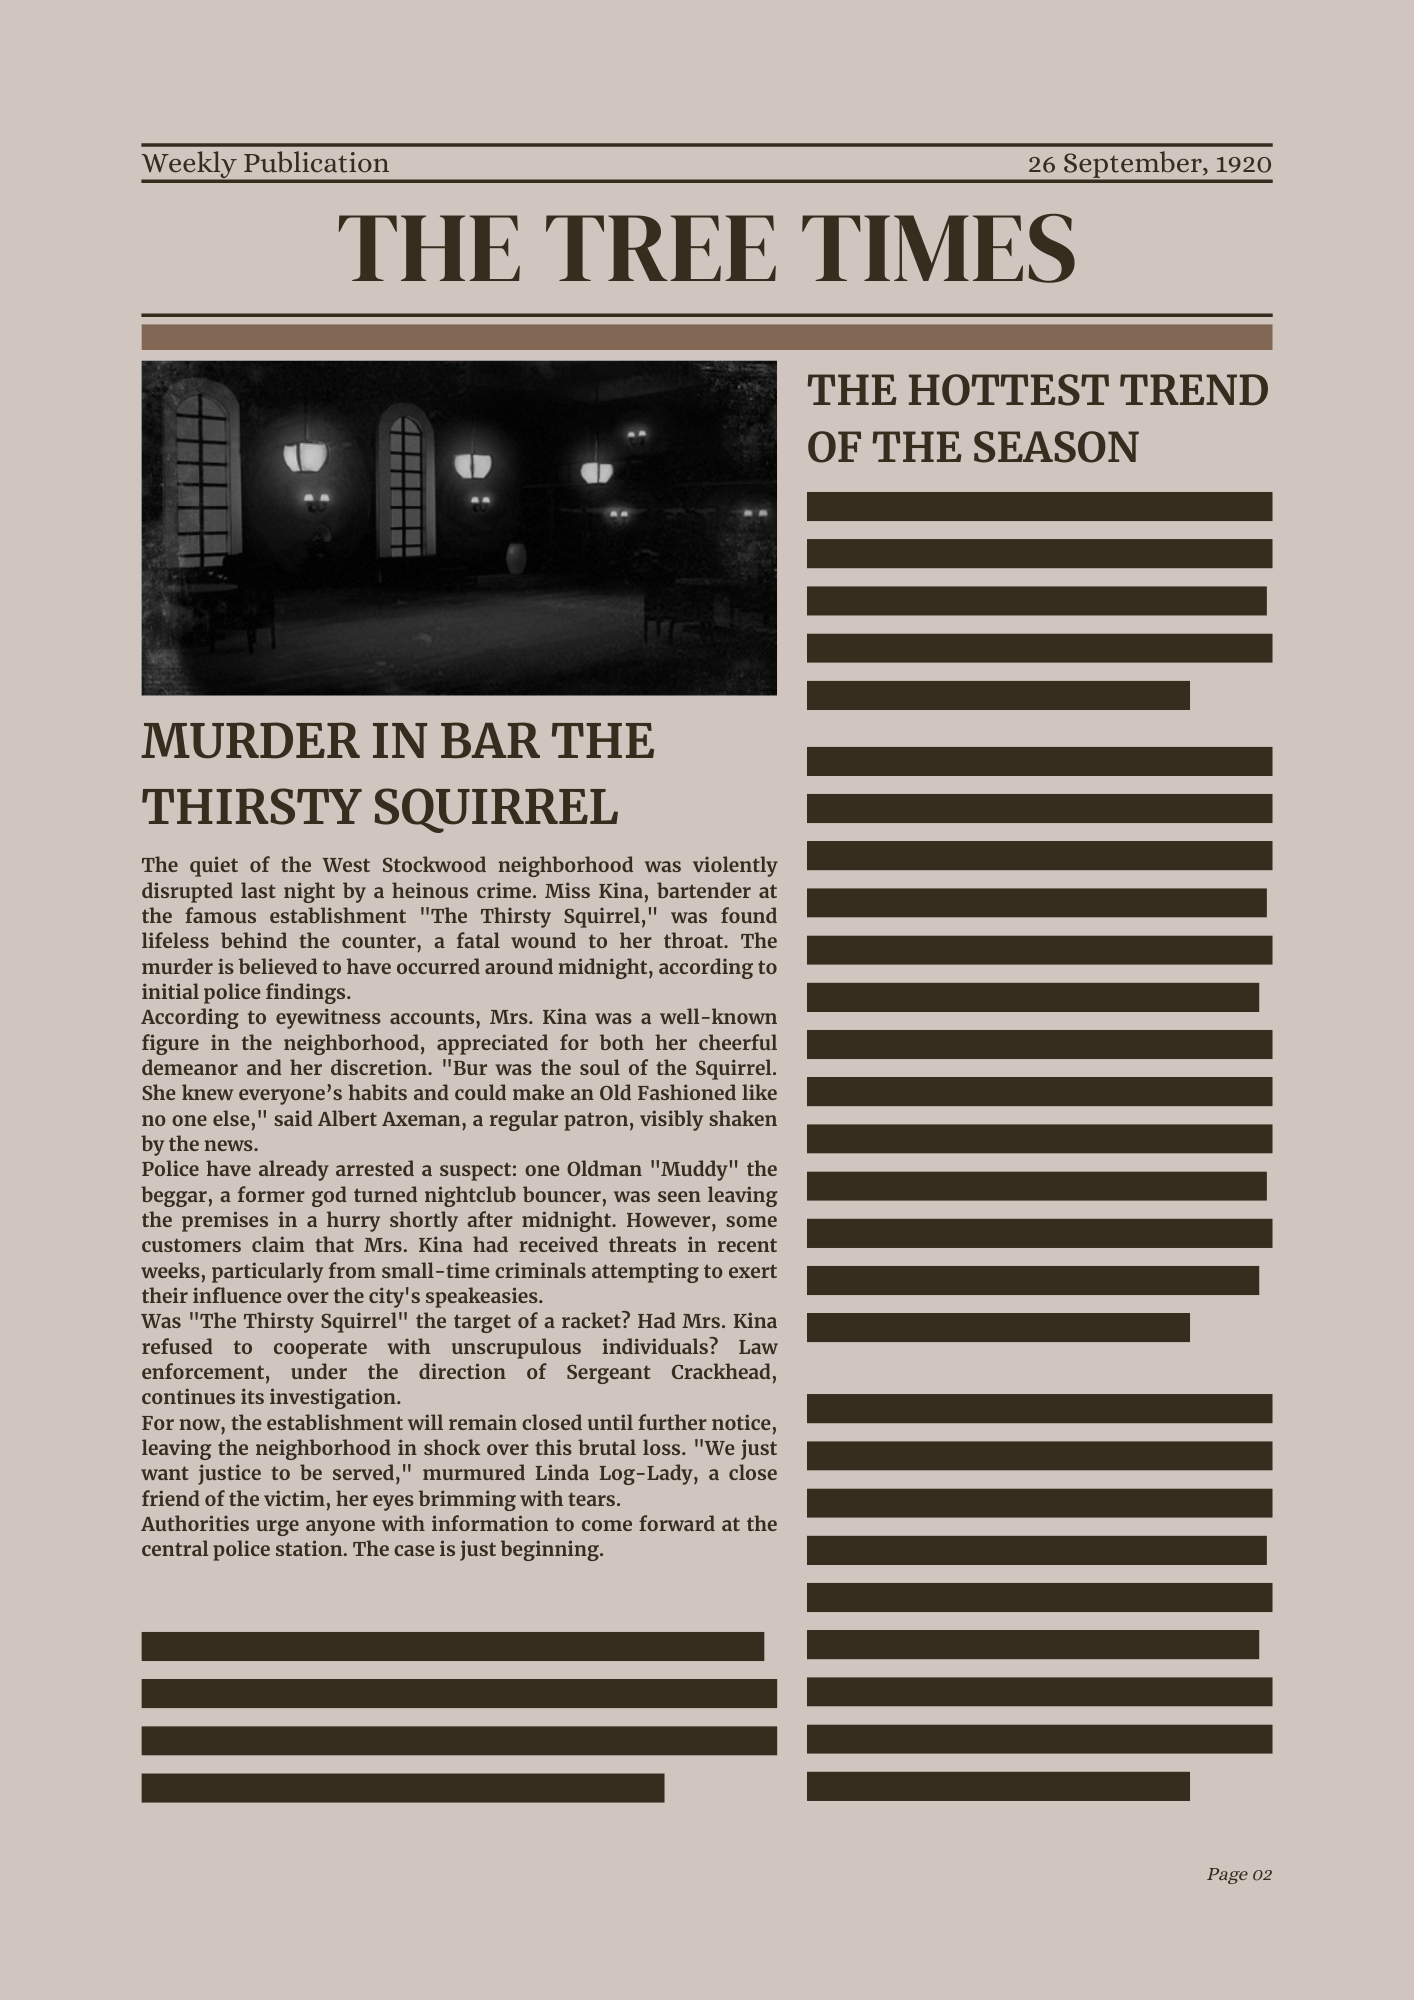 Weekly Publication
26 September, 1920
THE TREE TIMES
MURDER IN BAR THE
THIRSTY SQUIRREL
The quiet of the West Stockwood neighborhood was violently
disrupted last night by a heinous crime. Miss Kina, bartender at
the famous establishment "The Thirsty Squirrel," was found
lifeless behind the counter, a fatal wound to her throat. The
murder is believed to have occurred around midnight, according to
initial police findings.
According to eyewitness accounts, Mrs. Kina was a well-known
figure in the neighborhood, appreciated for both her cheerful
demeanor and her discretion. "Bur was the soul of the Squirrel.
She knew everyone’s habits and could make an Old Fashioned like
no one else," said Albert Axeman, a regular patron, visibly shaken
by the news.
Police have already arrested a suspect: one Oldman "Muddy" the
beggar, a former god turned nightclub bouncer, was seen leaving
the premises in a hurry shortly after midnight. However, some
customers claim that Mrs. Kina had received threats in recent
weeks, particularly from small-time criminals attempting to exert
their influence over the city's speakeasies.
Was "The Thirsty Squirrel" the target of a racket? Had Mrs. Kina
refused to cooperate with unscrupulous individuals? Law
enforcement, under the direction of Sergeant Crackhead,
continues its investigation.
For now, the establishment will remain closed until further notice,
leaving the neighborhood in shock over this brutal loss. "We just
want justice to be served," murmured Linda Log-Lady, a close
friend of the victim, her eyes brimming with tears.
Authorities urge anyone with information to come forward at the
central police station. The case is just beginning.
THE HOTTEST TREND
OF THE SEASON
Page 02